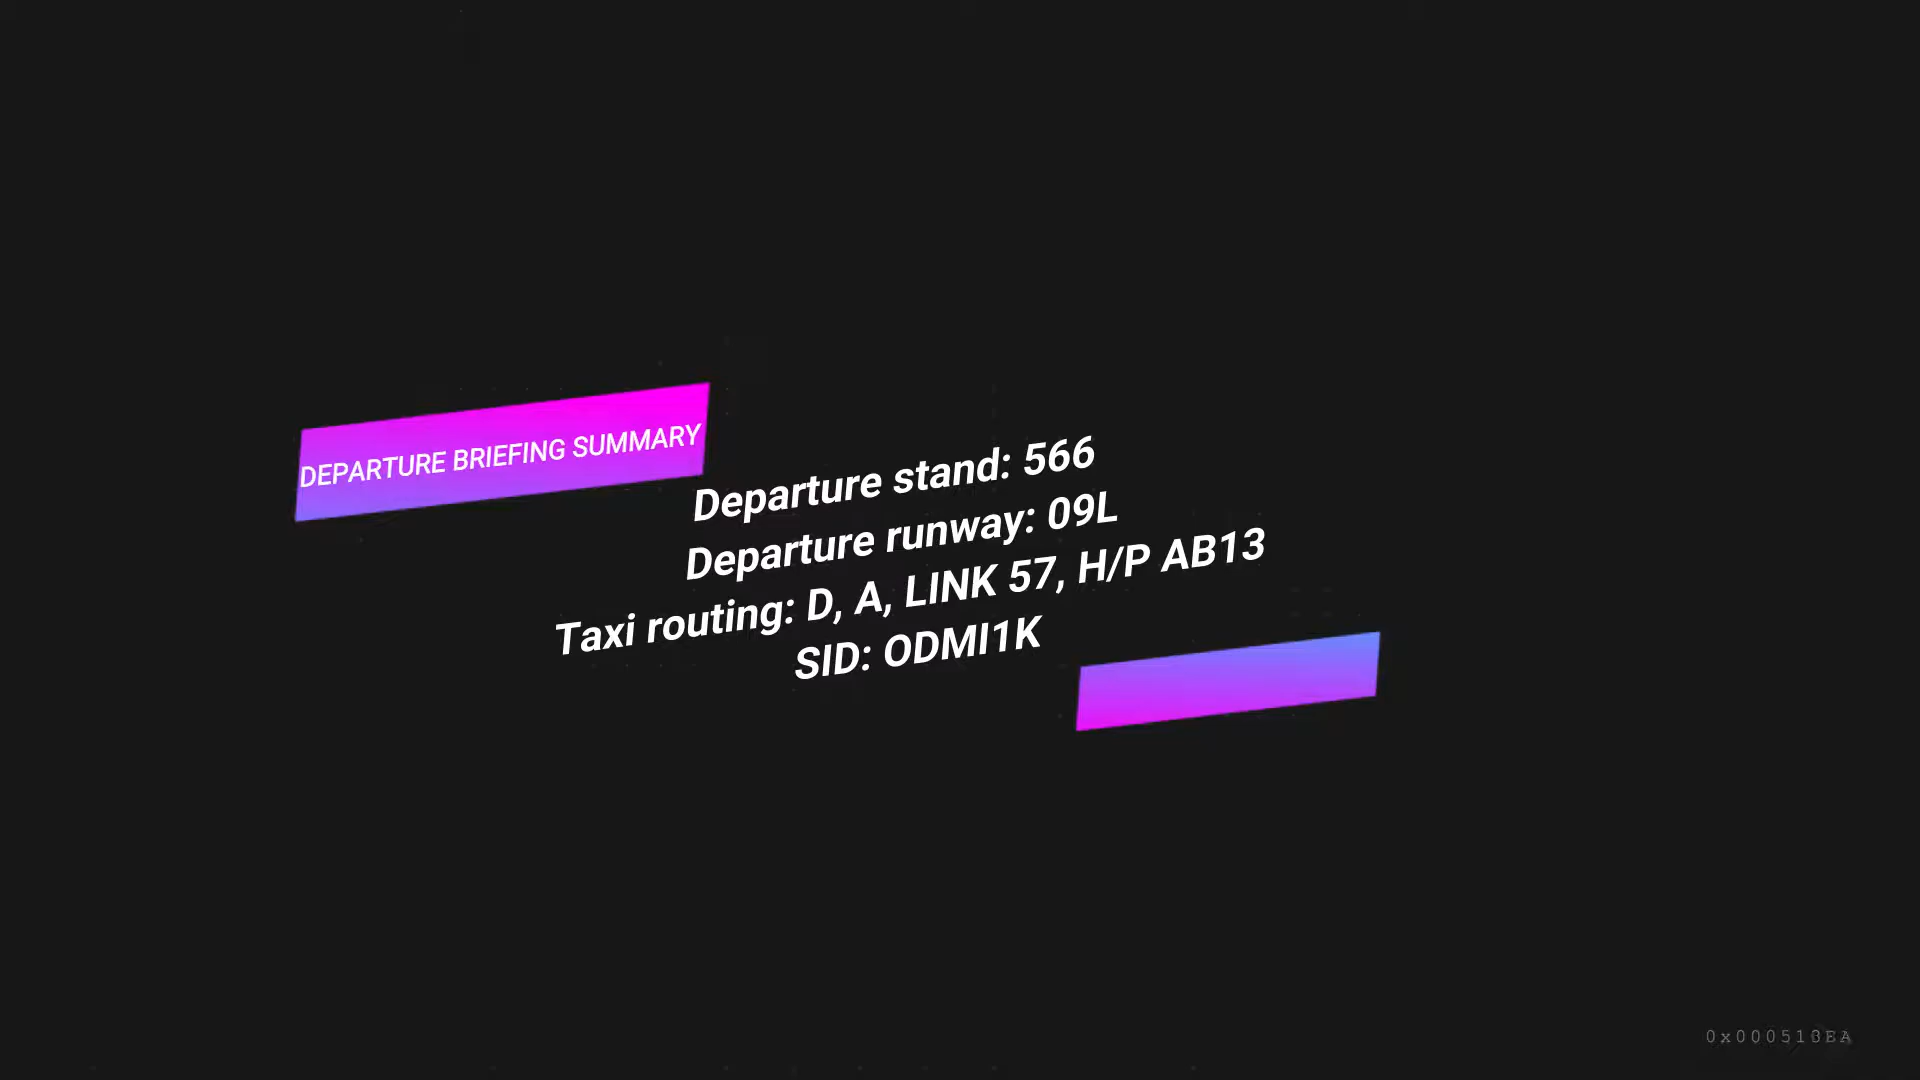 DEPARTURE BRIEFING SUMMARY
Departure stand: 566
Departure runway: 09L
Taxi routing: D, A, LINK 57, H/P AB13
SID: ODMI1K